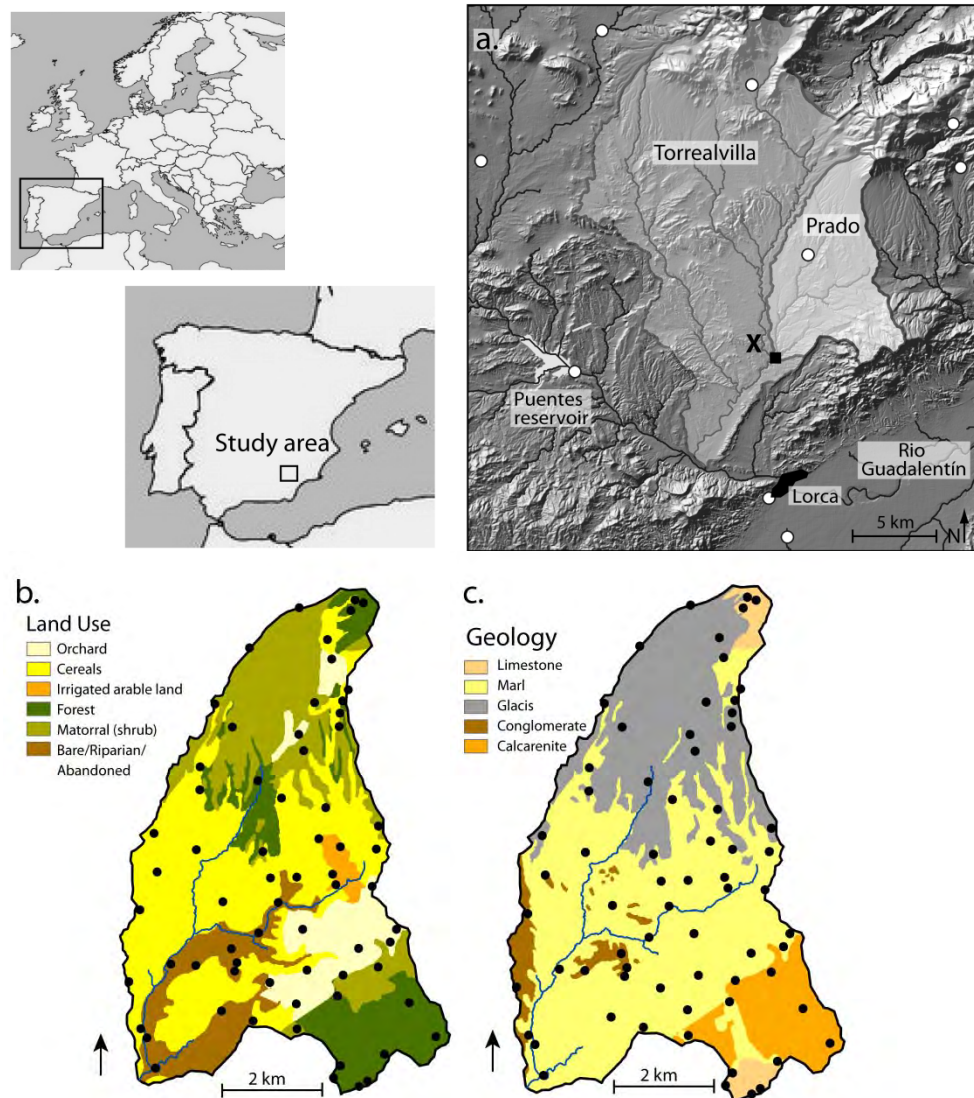 Study area
a.
Torrealvilla
Prado
X
Puentes
reservoir
Rio
Guadalentín
Lorca
5 km
N
b.
Land Use
Orchard
Cereals
Irrigated arable land
Forest
Matorral (shrub)
Bare/Riparian/
Abandoned
2 km
c.
Geology
Limestone
Marl
Glacis
Conglomerate
Calcarenite
2 km